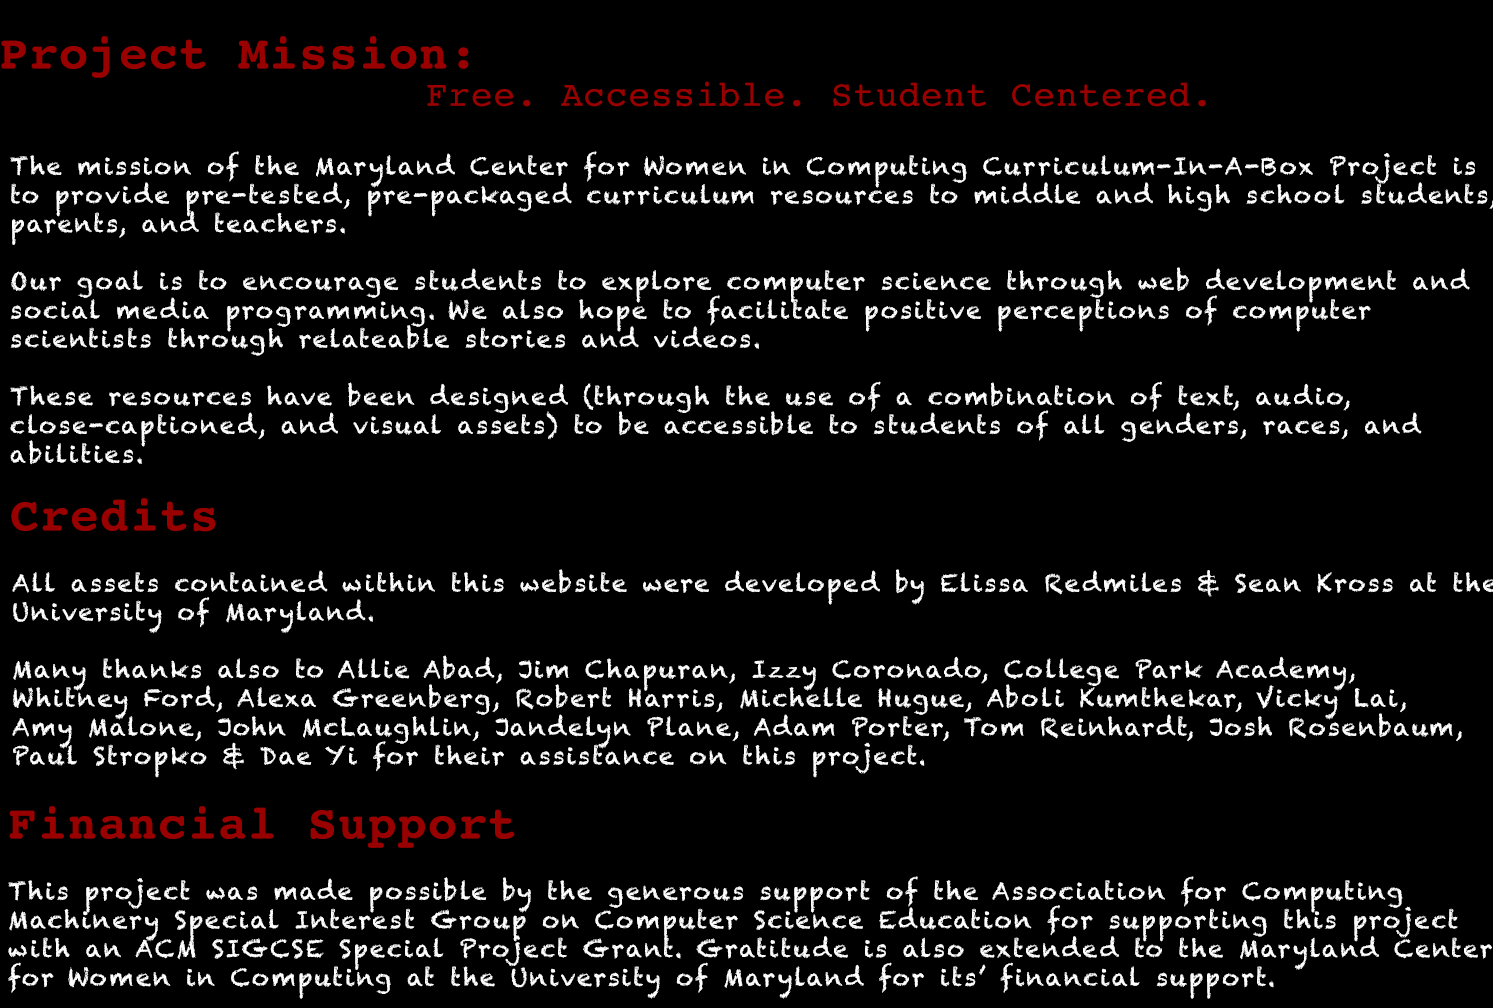 Project Mission:
Free. Accessible. Student Centered.
The mission of the Maryland Center for Women in Computing Curriculum-In-A-Box Project is
to provide pre-tested, pre-packaged curriculum resources to middle and high school students,
parents, and teachers.
Our goal is to encourage students to explore computer science through web development and
social media programming. We also hope to facilitate positive perceptions of computer
scientists through relateable stories and videos.
These resources have been designed (through the use of a combination of text, audio,
close-captioned, and visual assets) to be accessible to students of all genders, races, and
abilities.
Credits
All assets contained within this website were developed by Elissa Redmiles & Sean Kross at the
University of Maryland.
Many thanks also to Allie Abad, Jim Chapuran, Izzy Coronado, College Park Academy,
Whitney Ford, Alexa Greenberg, Robert Harris, Michelle Hugue, Aboli Kumthekar, Vicky Lai,
Amy Malone, John McLaughlin, Jandelyn Plane, Adam Porter, Tom Reinhardt, Josh Rosenbaum,
Paul Stropko & Dae Yi for their assistance on this project.
Financial Support
This project was made possible by the generous support of the Association for Computing
Machinery Special Interest Group on Computer Science Education for supporting this project
with an ACM SIGCSE Special Project Grant. Gratitude is also extended to the Maryland Center
for Women in Computing at the University of Maryland for its’ financial support.